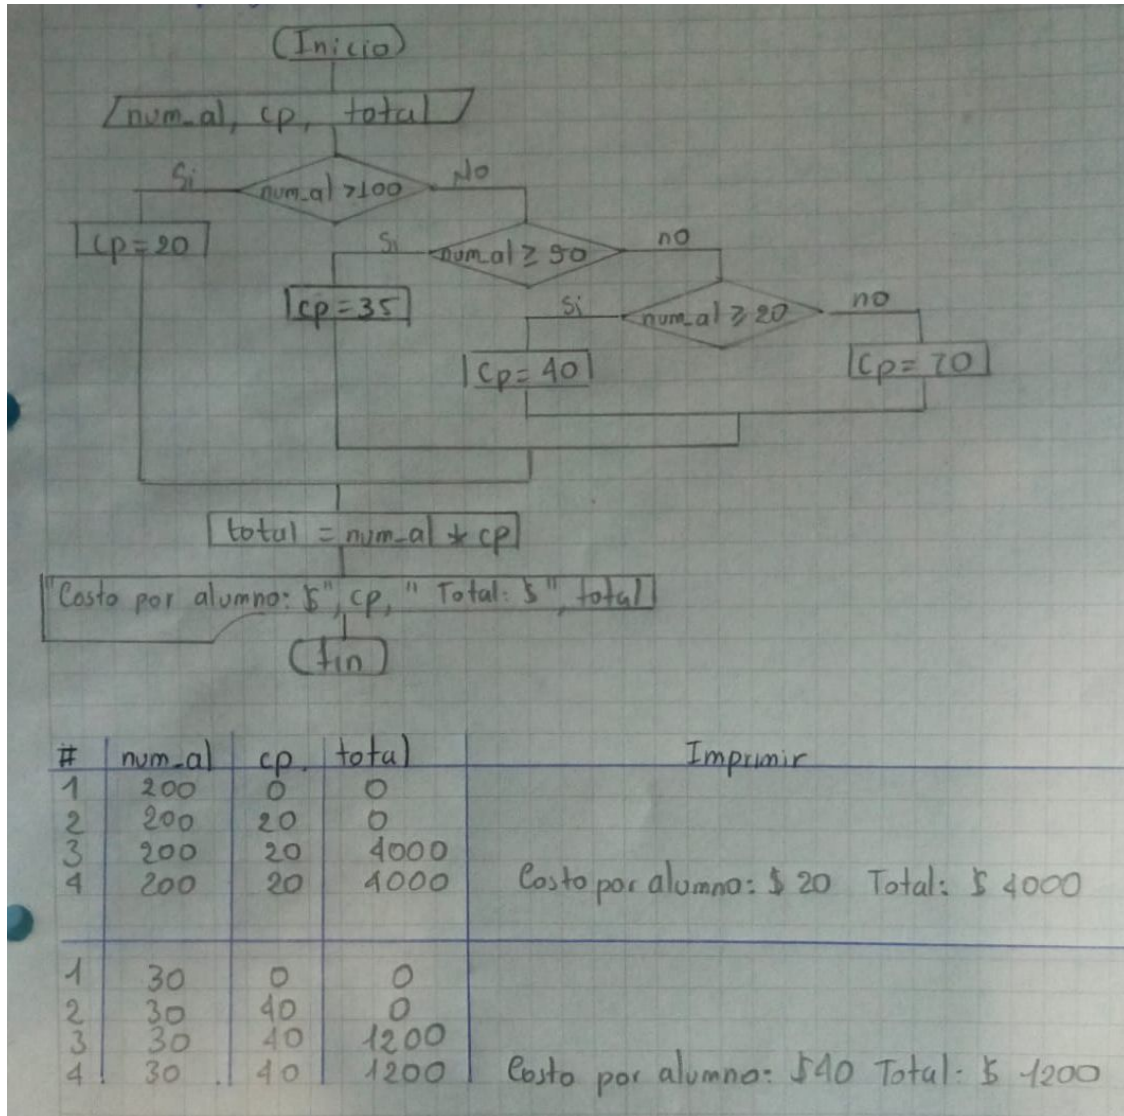 Inicio
num_al, cp, total
num_al >100
Si
No
cp=20
num_al ≥ 50
Si
no
cp=35
num_al ≥ 20
Si
no
Cp= 40
Cp= 70
total = num_al * cp
"Costo por alumno: $", cp, " Total: $", total
fin
# num_al cp. total Imprimir
1 200 0 0
2 200 20 0
3 200 20 4000
4 200 20 4000 Costo por alumno: $ 20 Total: $ 4000
1 30 0 0
2 30 40 0
3 30 40 1200
4 30 40 1200 Costo por alumno: $40 Total: $ 1200